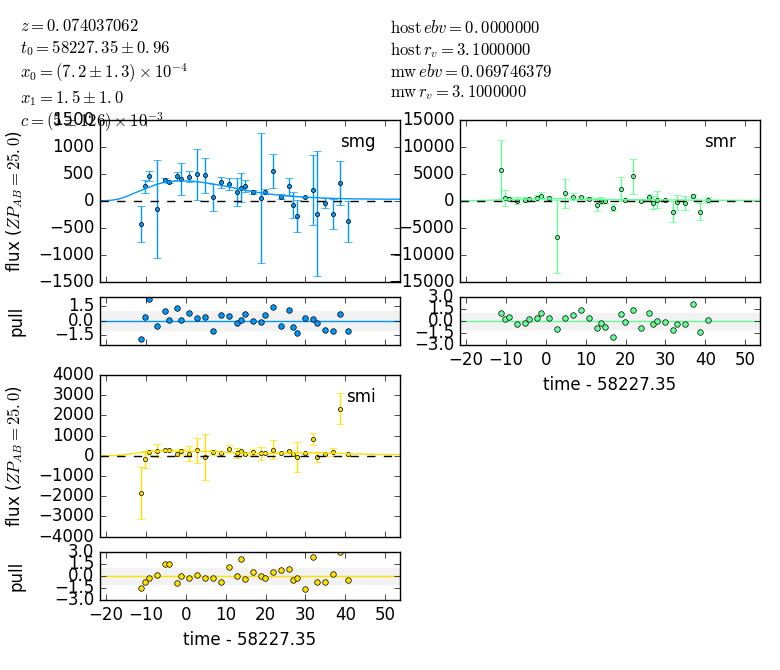 z = 0.074037062
t₀ = 58227.35 ± 0.96
x₀ = (7.2 ± 1.3) × 10⁻⁴
x₁ = 1.5 ± 1.0
c = (5 ± 126) × 10⁻³
host ebv = 0.0000000
host r_v = 3.1000000
mw ebv = 0.069746379
mw r_v = 3.1000000
smg
1500
1000
500
0
−500
−1000
−1500
flux (ZP_AB = 25.0)
1.5
0.0
−1.5
pull
smr
15000
10000
5000
0
−5000
−10000
−15000
3.0
1.5
0.0
−1.5
−3.0
−20 −10 0 10 20 30 40 50
time - 58227.35
smi
4000
3000
2000
1000
0
−1000
−2000
−3000
−4000
flux (ZP_AB = 25.0)
3.0
1.5
0.0
−1.5
−3.0
pull
−20 −10 0 10 20 30 40 50
time - 58227.35